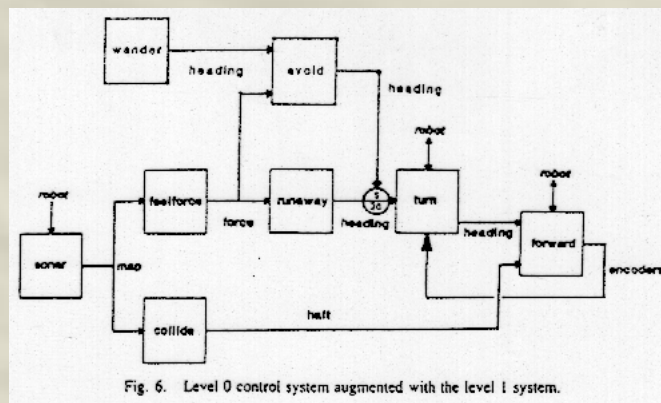 wander
avoid
heading
heading
robot
robot
robot
feelforce
runaway
S
turn
force
heading
heading
forward
sonar
map
encoders
halt
collide
Fig. 6. Level 0 control system augmented with the level 1 system.